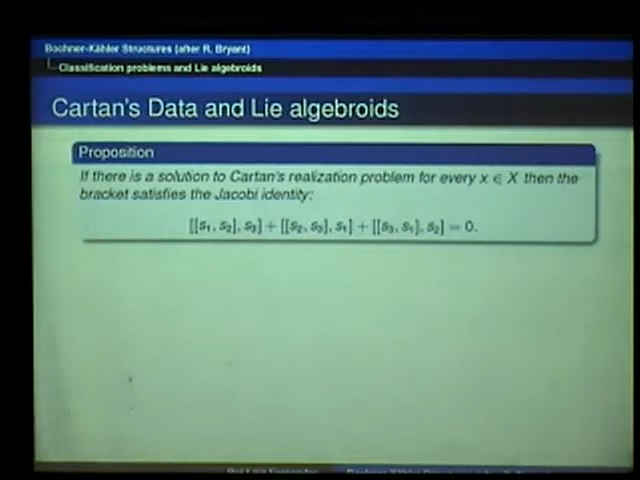 Bochner-Kähler Structures (after R. Bryant)
Classification problems and Lie algebroids
Cartan's Data and Lie algebroids
Proposition
If there is a solution to Cartan's realization problem for every x ∈ X then the
bracket satisfies the Jacobi identity:
[[s₁, s₂], s₃] + [[s₂, s₃], s₁] + [[s₃, s₁], s₂] = 0.